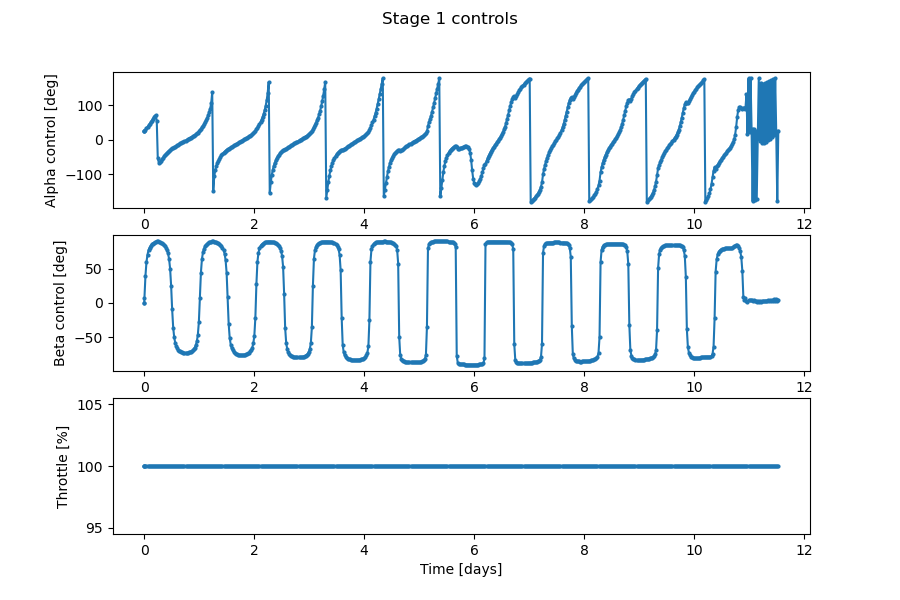 Stage 1 controls
Alpha control [deg]
100
0
−100
0 2 4 6 8 10 12
Beta control [deg]
50
0
−50
0 2 4 6 8 10 12
Throttle [%]
105
100
95
0 2 4 6 8 10 12
Time [days]